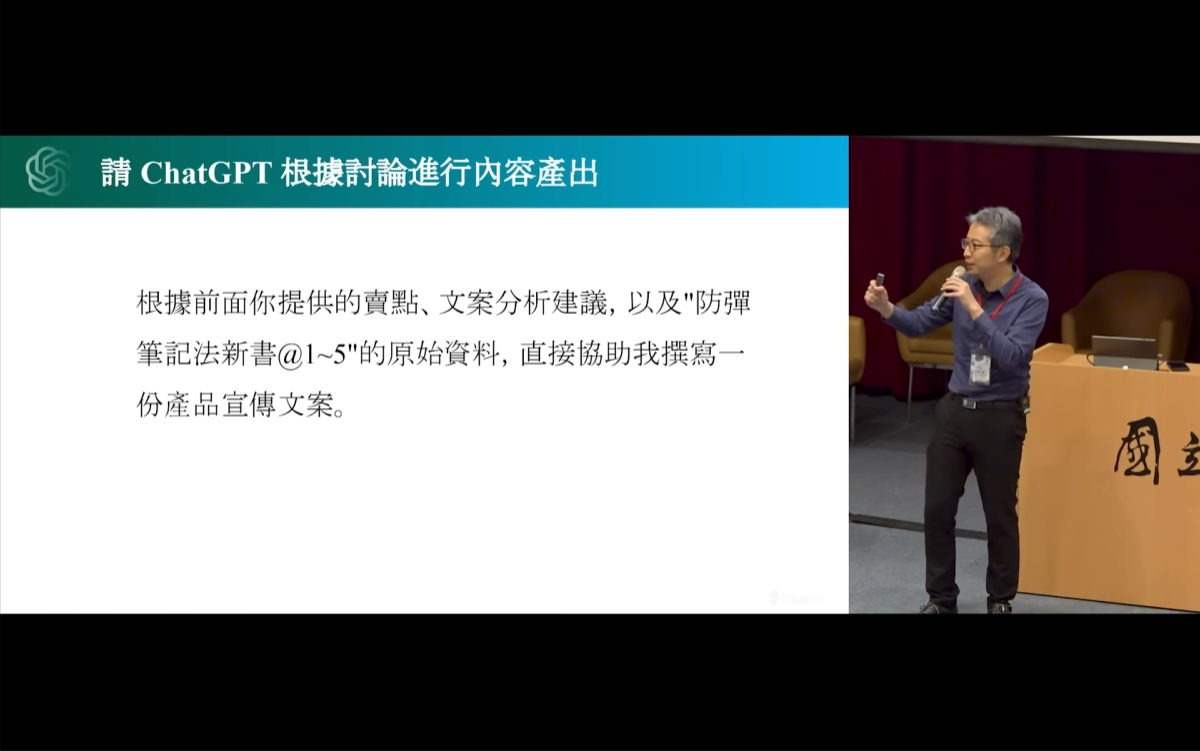 請 ChatGPT 根據討論進行內容產出
根據前面你提供的賣點、文案分析建議, 以及"防彈
筆記法新書@1~5"的原始資料, 直接協助我撰寫一
份產品宣傳文案。
國立